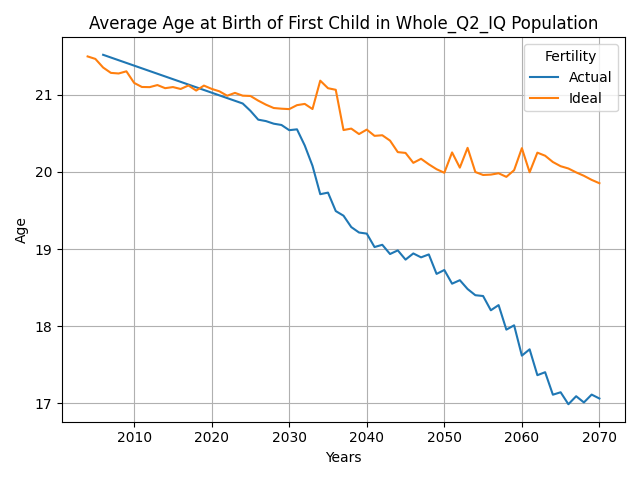 Average Age at Birth of First Child in Whole_Q2_IQ Population
Fertility
Actual
Ideal
Age
21
20
19
18
17
2010 2020 2030 2040 2050 2060 2070
Years